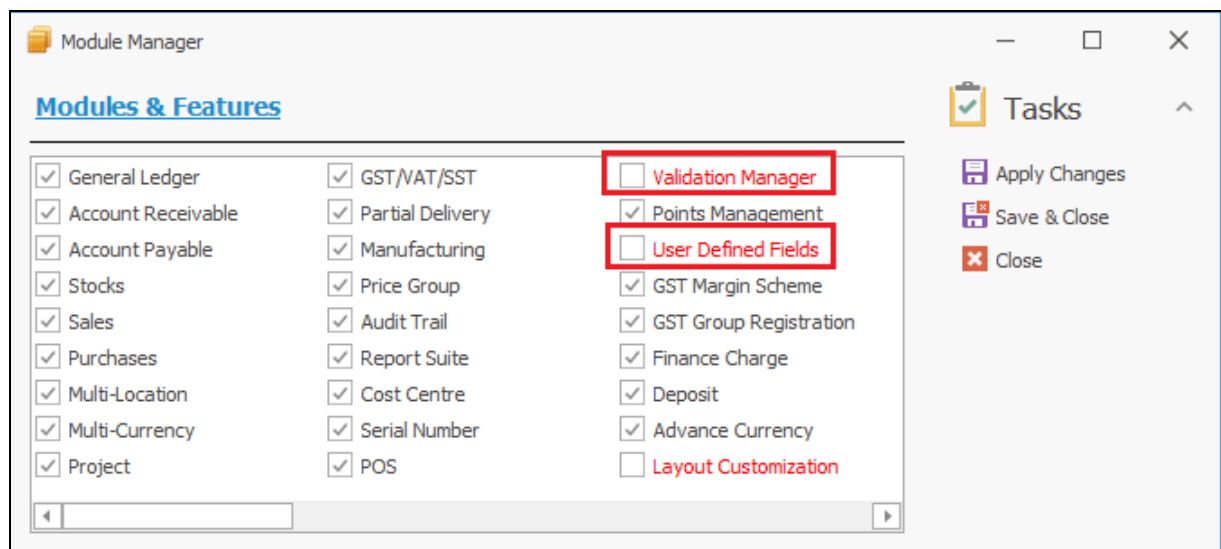 Module Manager
Modules & Features
Tasks
General Ledger
GST/VAT/SST
Validation Manager
Apply Changes
Account Receivable
Partial Delivery
Points Management
Save & Close
Account Payable
Manufacturing
User Defined Fields
Close
Stocks
Price Group
GST Margin Scheme
Sales
Audit Trail
GST Group Registration
Purchases
Report Suite
Finance Charge
Multi-Location
Cost Centre
Deposit
Multi-Currency
Serial Number
Advance Currency
Project
POS
Layout Customization